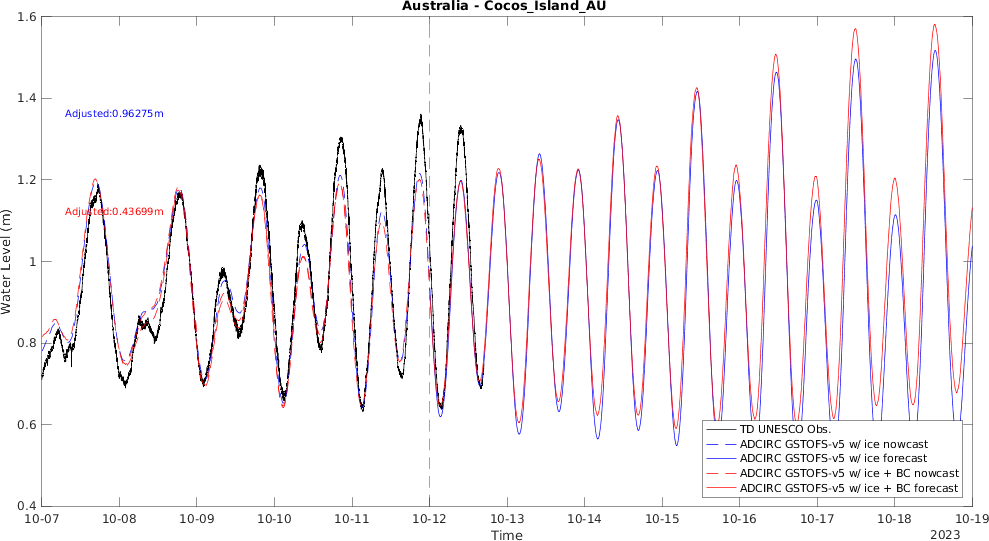 Australia - Cocos_Island_AU
1.6
1.4
1.2
1
0.8
0.6
0.4
Water Level (m)
Adjusted:0.96275m
Adjusted:0.43699m
TD UNESCO Obs.
ADCIRC GSTOFS-v5 w/ ice nowcast
ADCIRC GSTOFS-v5 w/ ice forecast
ADCIRC GSTOFS-v5 w/ ice + BC nowcast
ADCIRC GSTOFS-v5 w/ ice + BC forecast
10-07 10-08 10-09 10-10 10-11 10-12 10-13 10-14 10-15 10-16 10-17 10-18 10-19
Time
2023